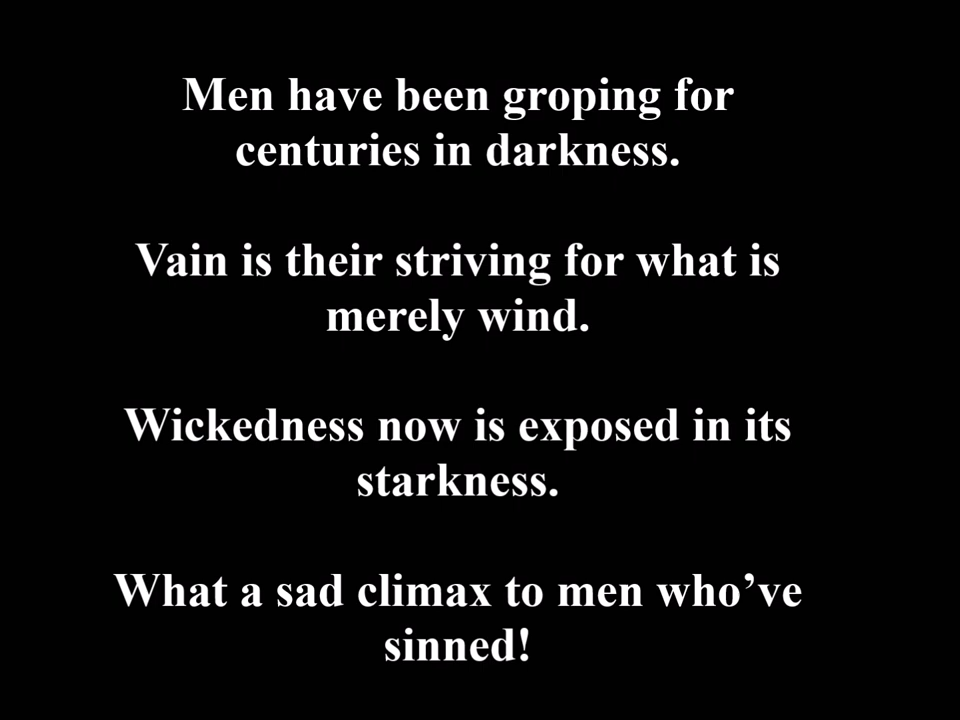 Men have been groping for
centuries in darkness.
Vain is their striving for what is
merely wind.
Wickedness now is exposed in its
starkness.
What a sad climax to men who’ve
sinned!